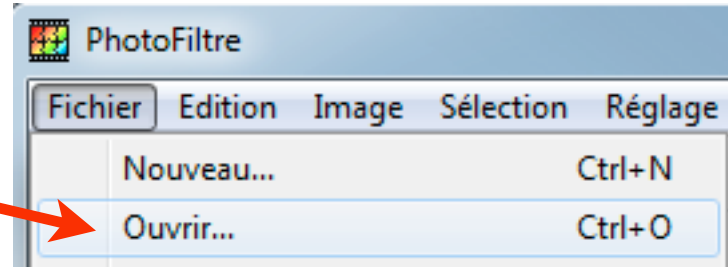 PhotoFiltre
Fichier Edition Image Sélection Réglage
Nouveau... Ctrl+N
Ouvrir... Ctrl+O